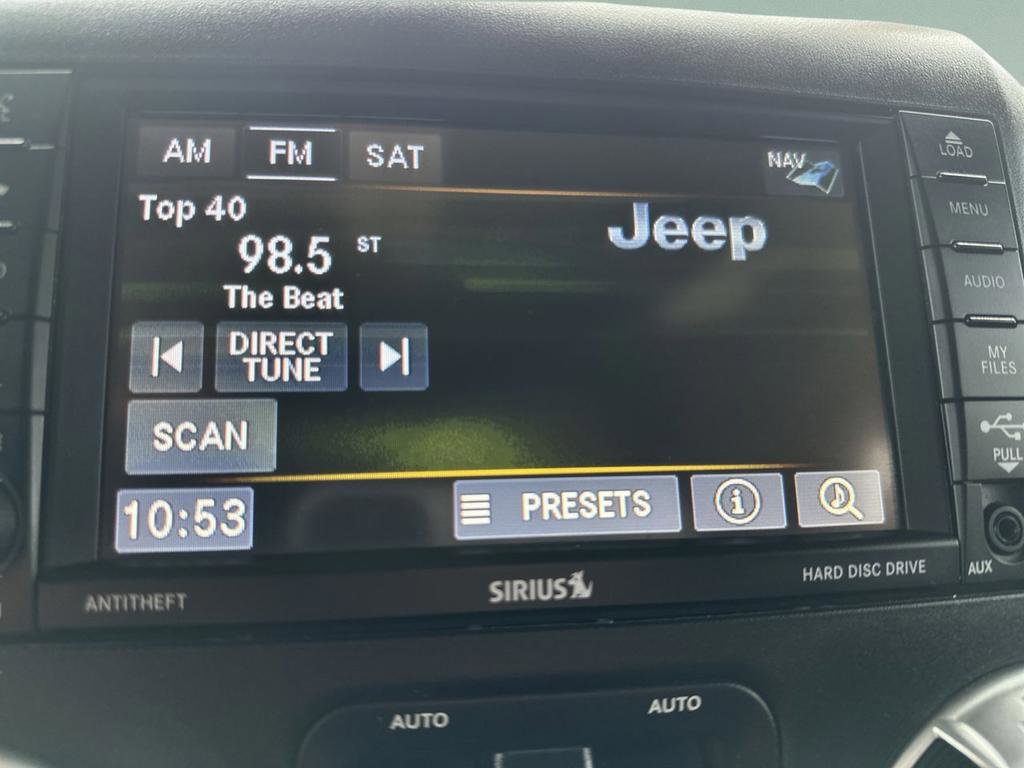 AM FM SAT NAV
LOAD
Top 40
Jeep
MENU
98.5 ST
The Beat
AUDIO
DIRECT
TUNE
MY
FILES
SCAN
PULL
10:53 PRESETS
AUX
ANTITHEFT SIRIUS HARD DISC DRIVE
AUTO AUTO